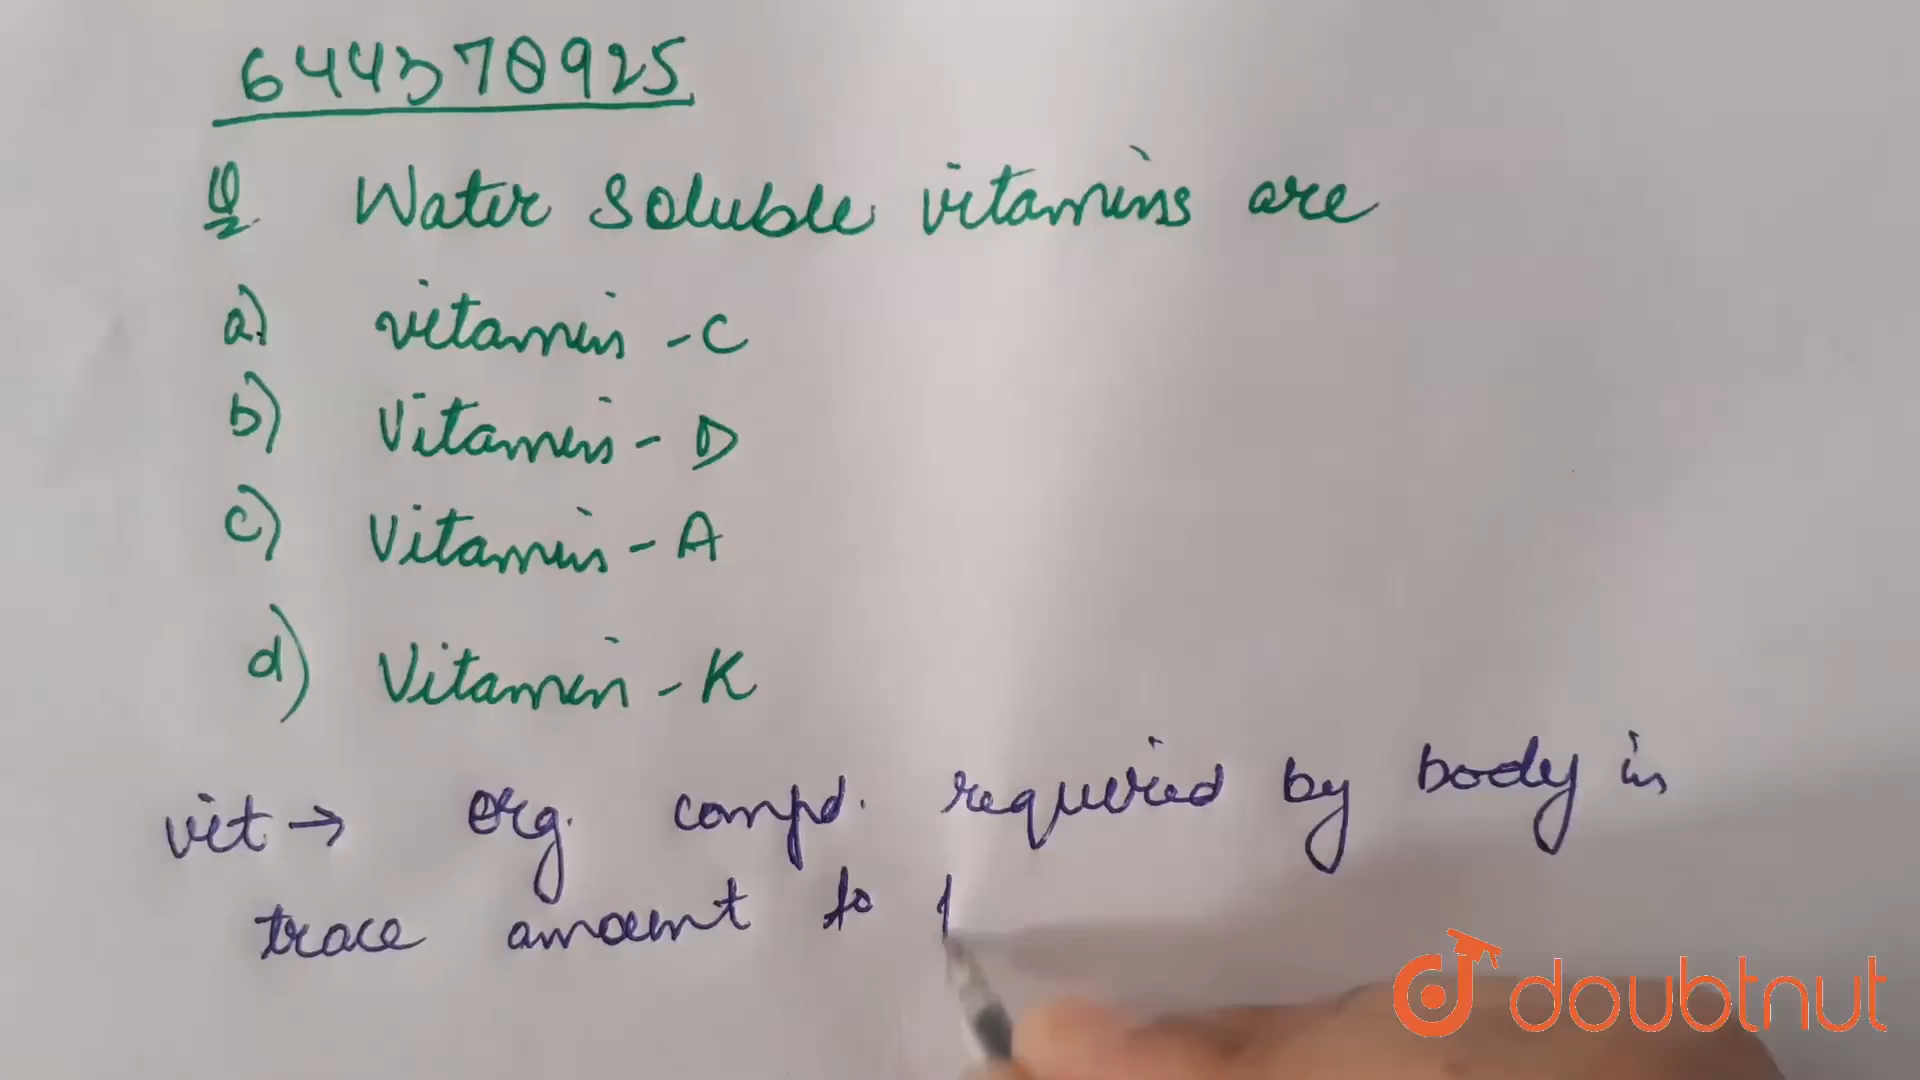 644370925
Q Water soluble vitamins are
a) vitamin - C
b) Vitamin - D
c) Vitamin - A
d) Vitamin - K
vit → org. compd. required by body in
trace amount to
doubtnut